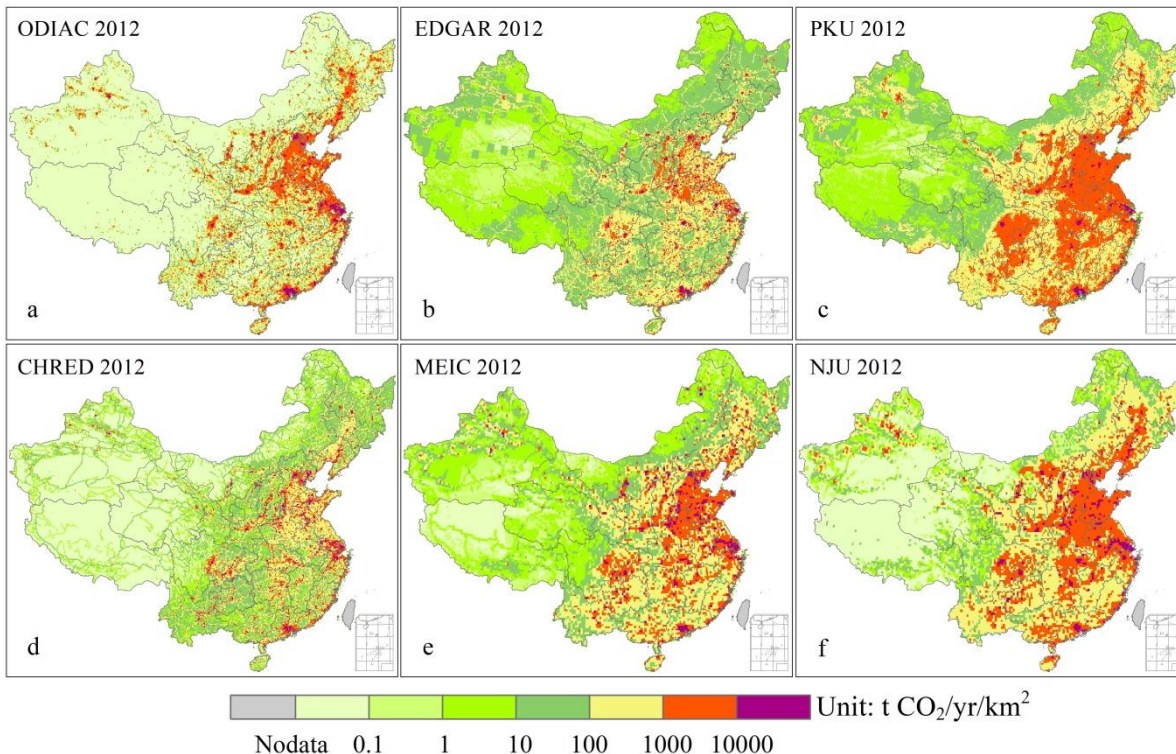 ODIAC 2012
EDGAR 2012
PKU 2012
a
b
c
CHRED 2012
MEIC 2012
NJU 2012
d
e
f
Unit: t CO₂/yr/km²
Nodata 0.1 1 10 100 1000 10000